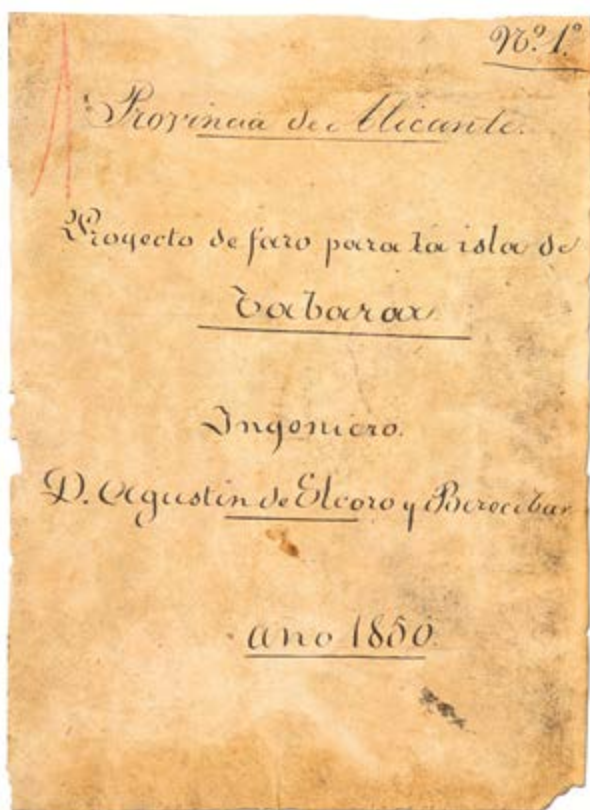 Nº. 1º
Provincia de Alicante.
Proyecto de faro para la isla de
Tabarca
Ingeniero.
D. Agustin de Elcoro y Berecibar
Año 1850.